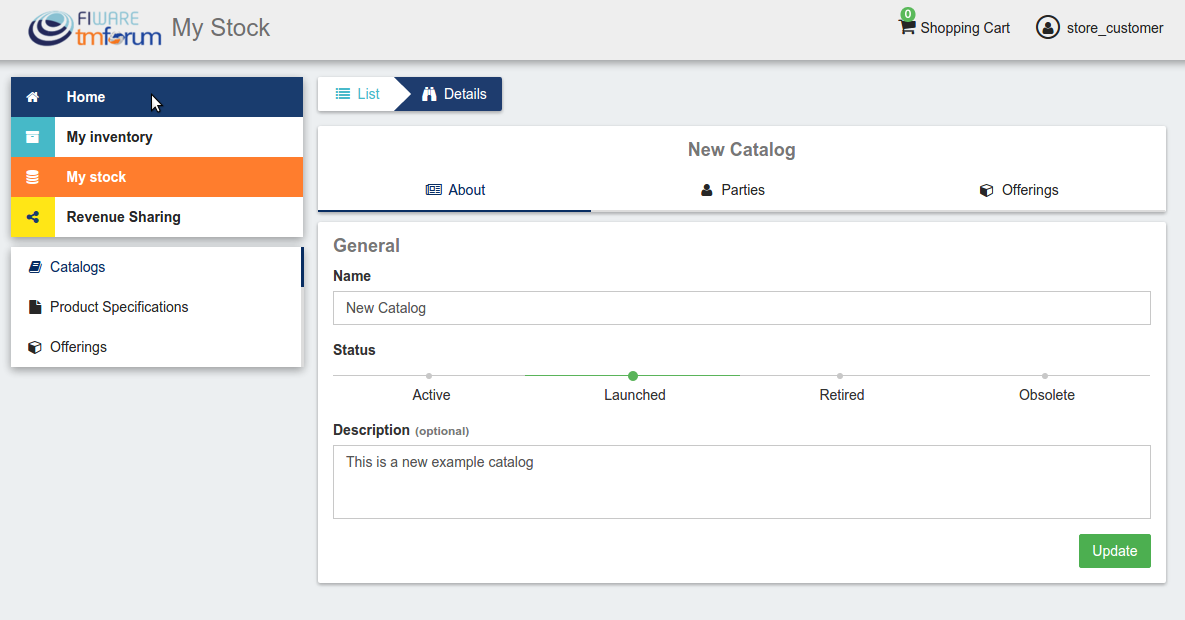 FIWARE
tmforum
My Stock
0
Shopping Cart
store_customer
Home
My inventory
My stock
Revenue Sharing
Catalogs
Product Specifications
Offerings
List
Details
New Catalog
About
Parties
Offerings
General
Name
New Catalog
Status
Active
Launched
Retired
Obsolete
Description (optional)
This is a new example catalog
Update